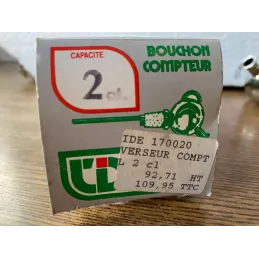 CAPACITE
2 cl.
BOUCHON
COMPTEUR
IDE 170020
VERSEUR COMPT
L 2 cl
92,71 HT
109,95 TTC